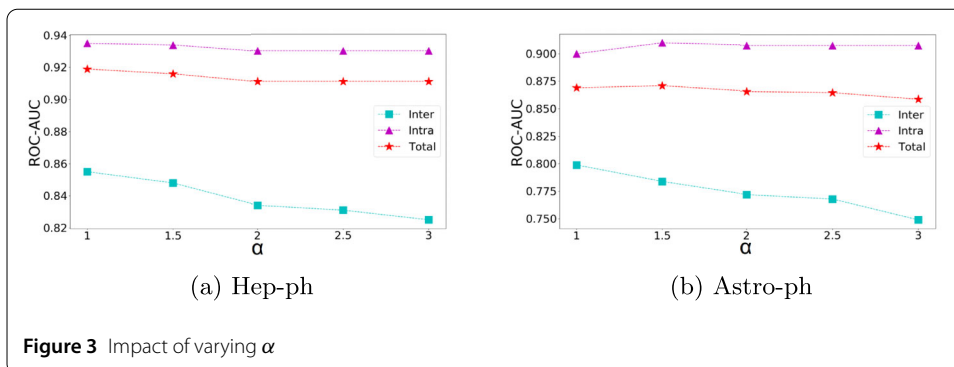 0.94
0.92
0.90
0.88
0.86
0.84
0.82
ROC-AUC
Inter
Intra
Total
1 1.5 2 2.5 3
α
(a) Hep-ph
0.900
0.875
0.850
0.825
0.800
0.775
0.750
ROC-AUC
Inter
Intra
Total
1 1.5 2 2.5 3
α
(b) Astro-ph
Figure 3 Impact of varying α